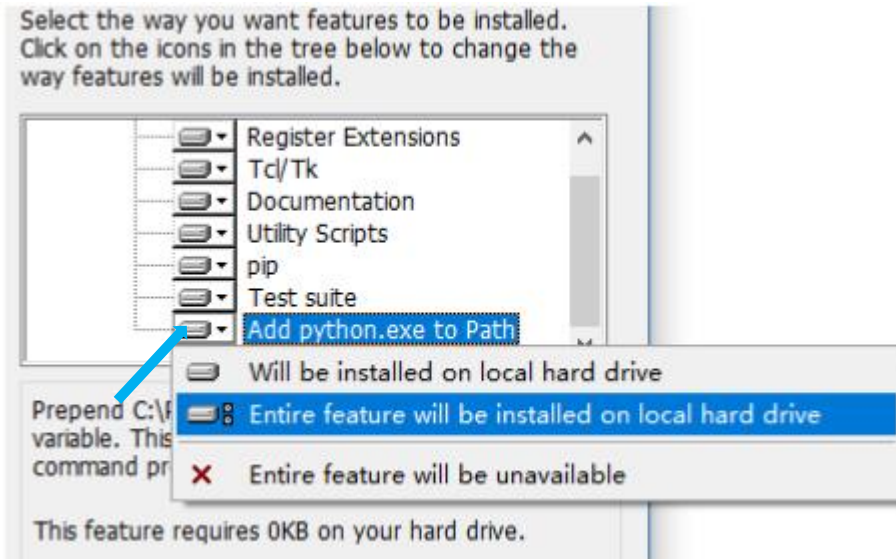 Select the way you want features to be installed.
Click on the icons in the tree below to change the
way features will be installed.
Register Extensions
Tcl/Tk
Documentation
Utility Scripts
pip
Test suite
Add python.exe to Path
Will be installed on local hard drive
Entire feature will be installed on local hard drive
Entire feature will be unavailable
Prepend C:\
variable. This
command pr
This feature requires 0KB on your hard drive.